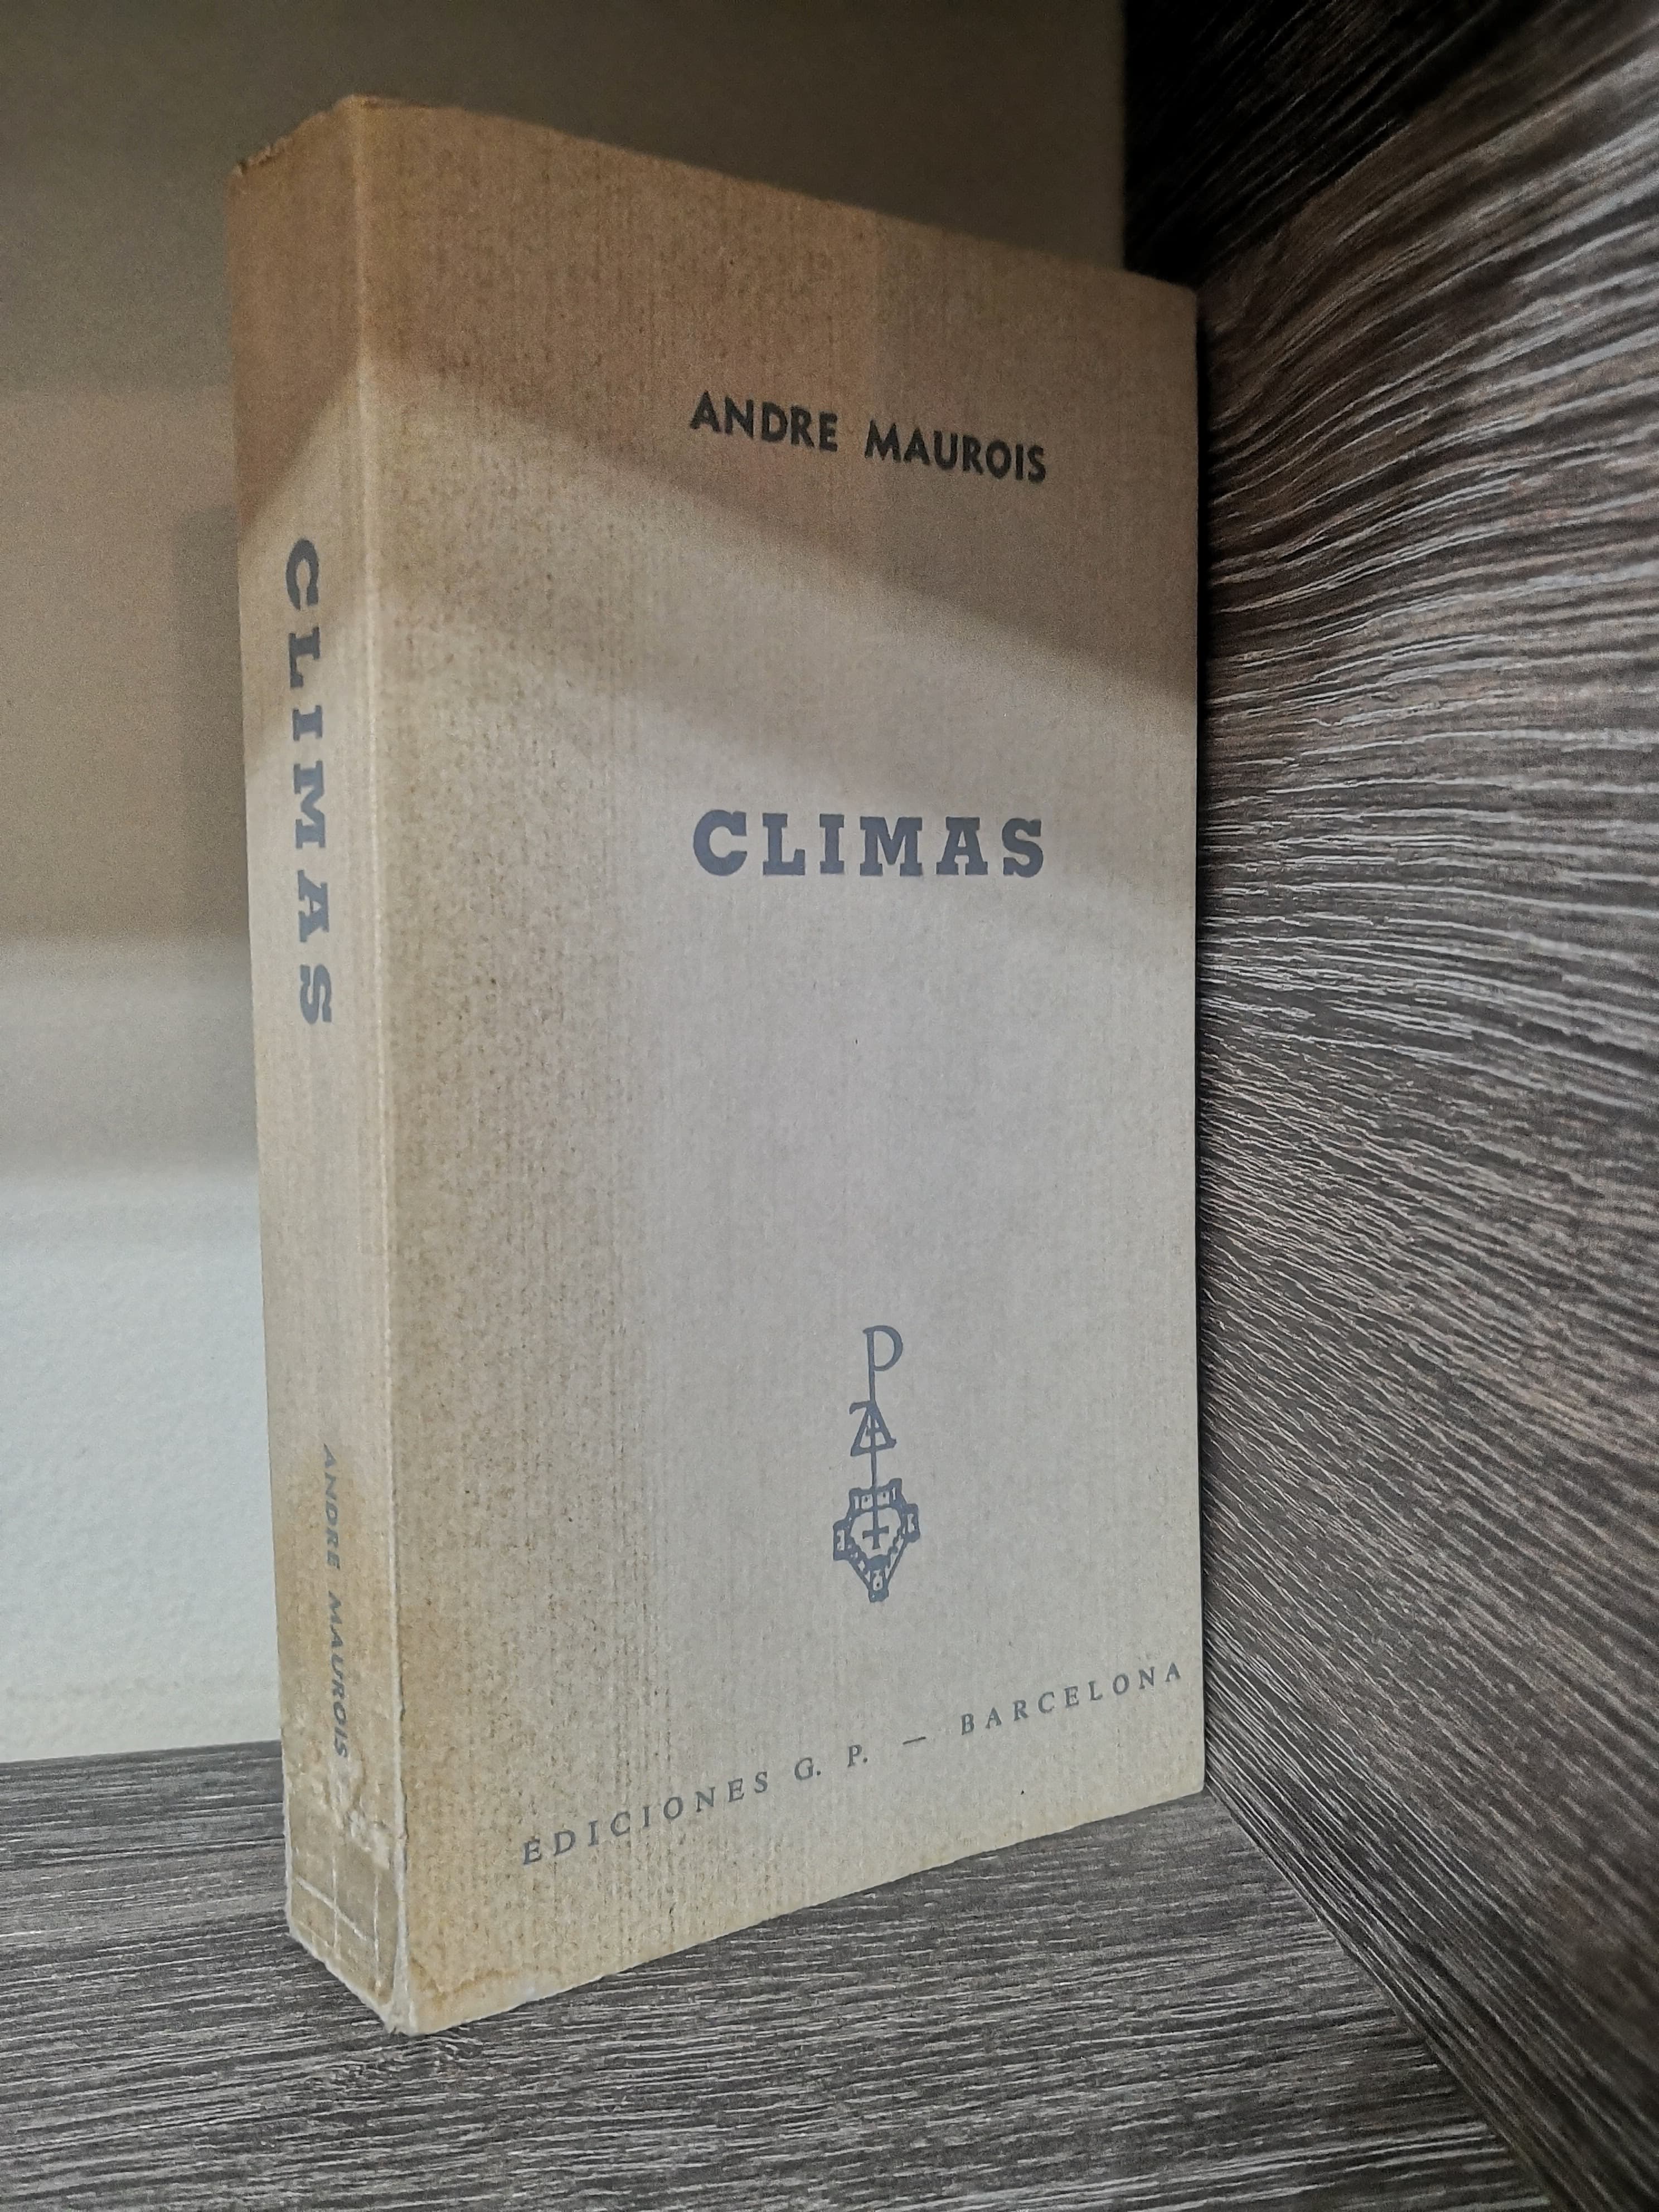 CLIMAS
ANDRE MAUROIS
ANDRE MAUROIS
CLIMAS
P
EDICIONES G. P. — BARCELONA